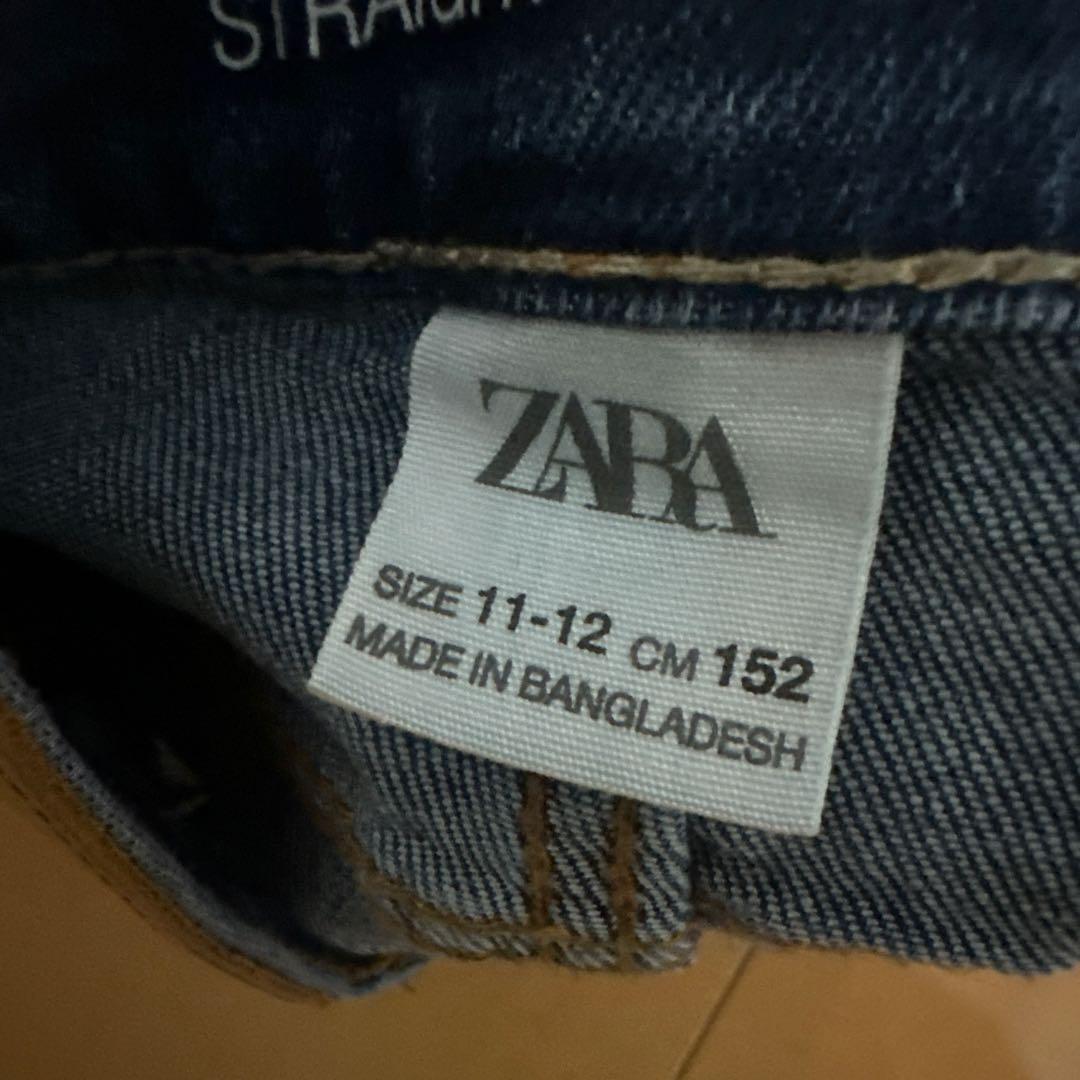 ZARA
SIZE 11-12 CM 152
MADE IN BANGLADESH